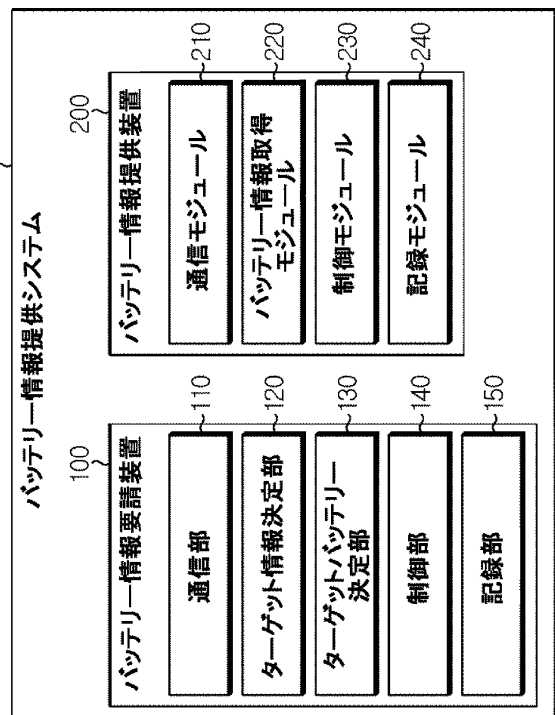 バッテリー情報提供システム
100
バッテリー情報要請装置
通信部
110
ターゲット情報決定部
120
ターゲットバッテリー
決定部
130
制御部
140
記録部
150
200
バッテリー情報提供装置
通信モジュール
210
バッテリー情報取得
モジュール
220
制御モジュール
230
記録モジュール
240